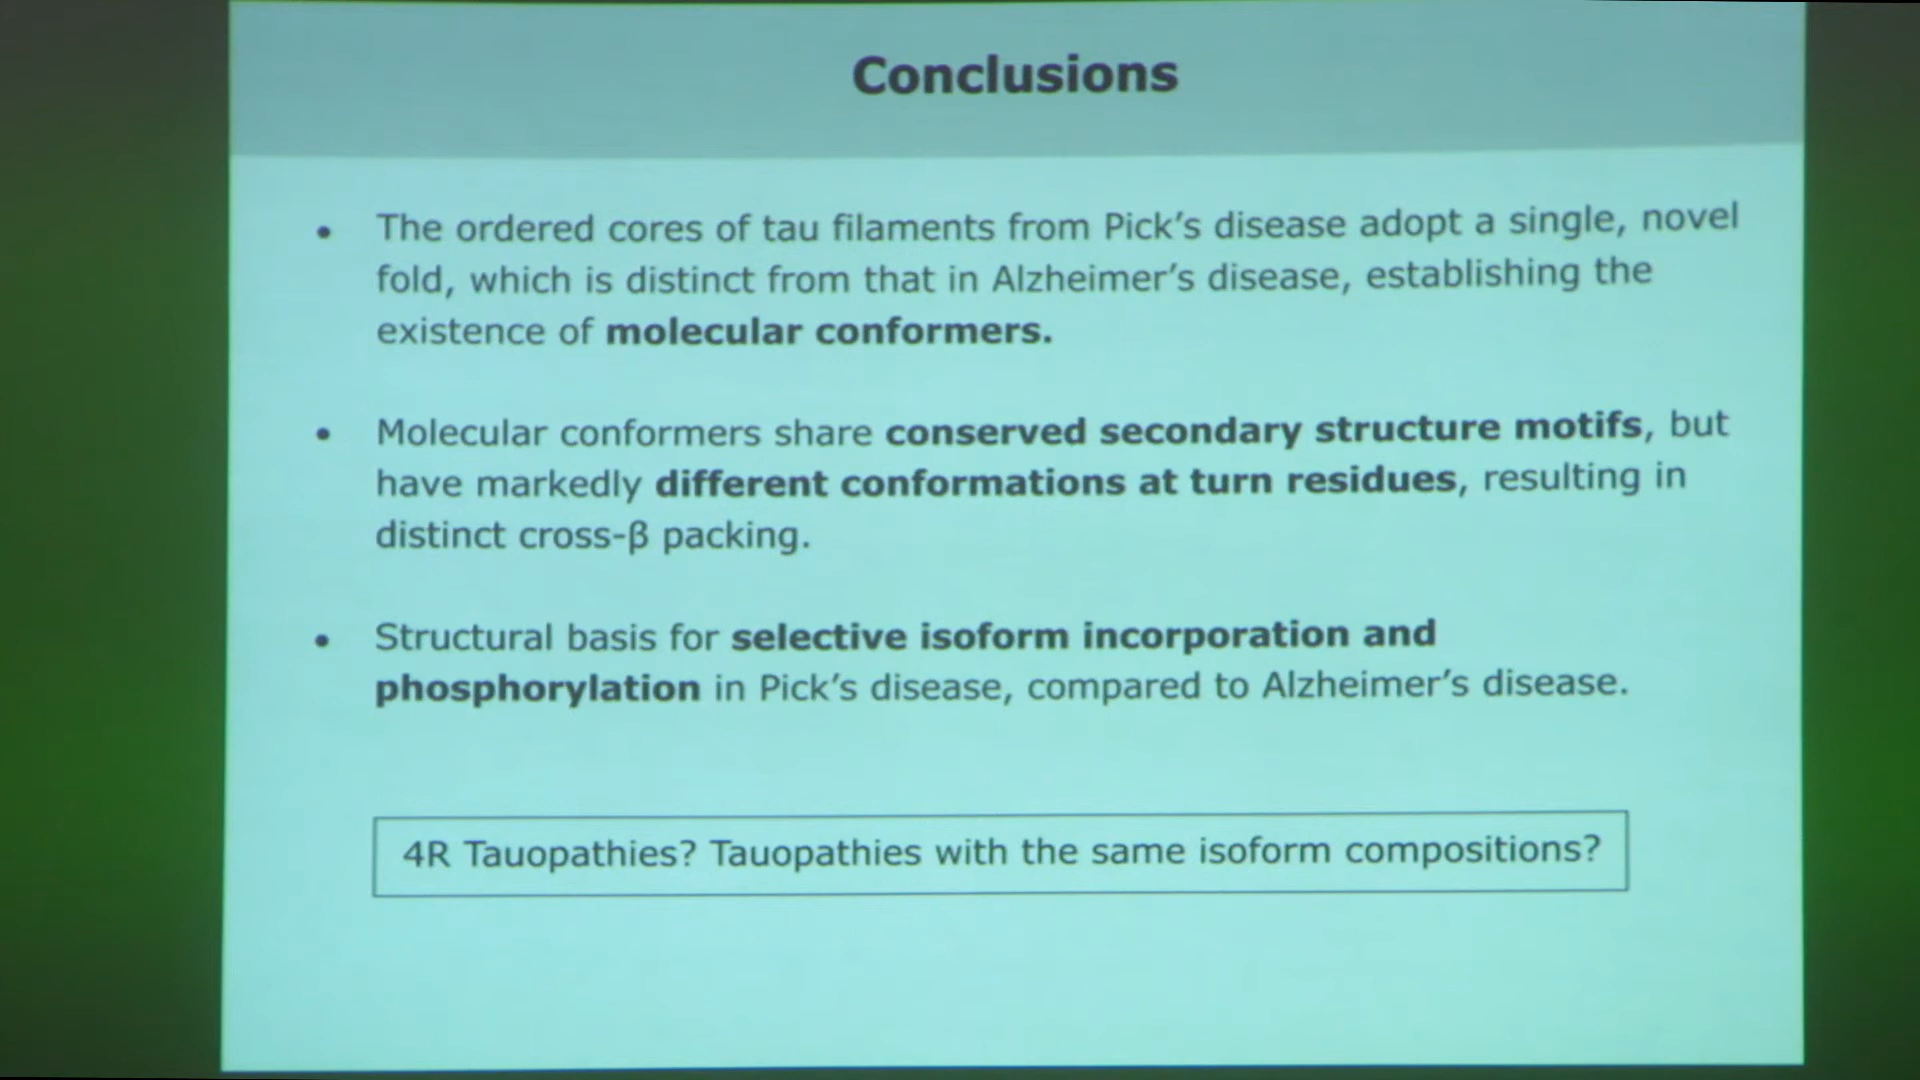 Conclusions
• The ordered cores of tau filaments from Pick's disease adopt a single, novel
fold, which is distinct from that in Alzheimer's disease, establishing the
existence of molecular conformers.
• Molecular conformers share conserved secondary structure motifs, but
have markedly different conformations at turn residues, resulting in
distinct cross-β packing.
• Structural basis for selective isoform incorporation and
phosphorylation in Pick's disease, compared to Alzheimer's disease.
4R Tauopathies? Tauopathies with the same isoform compositions?